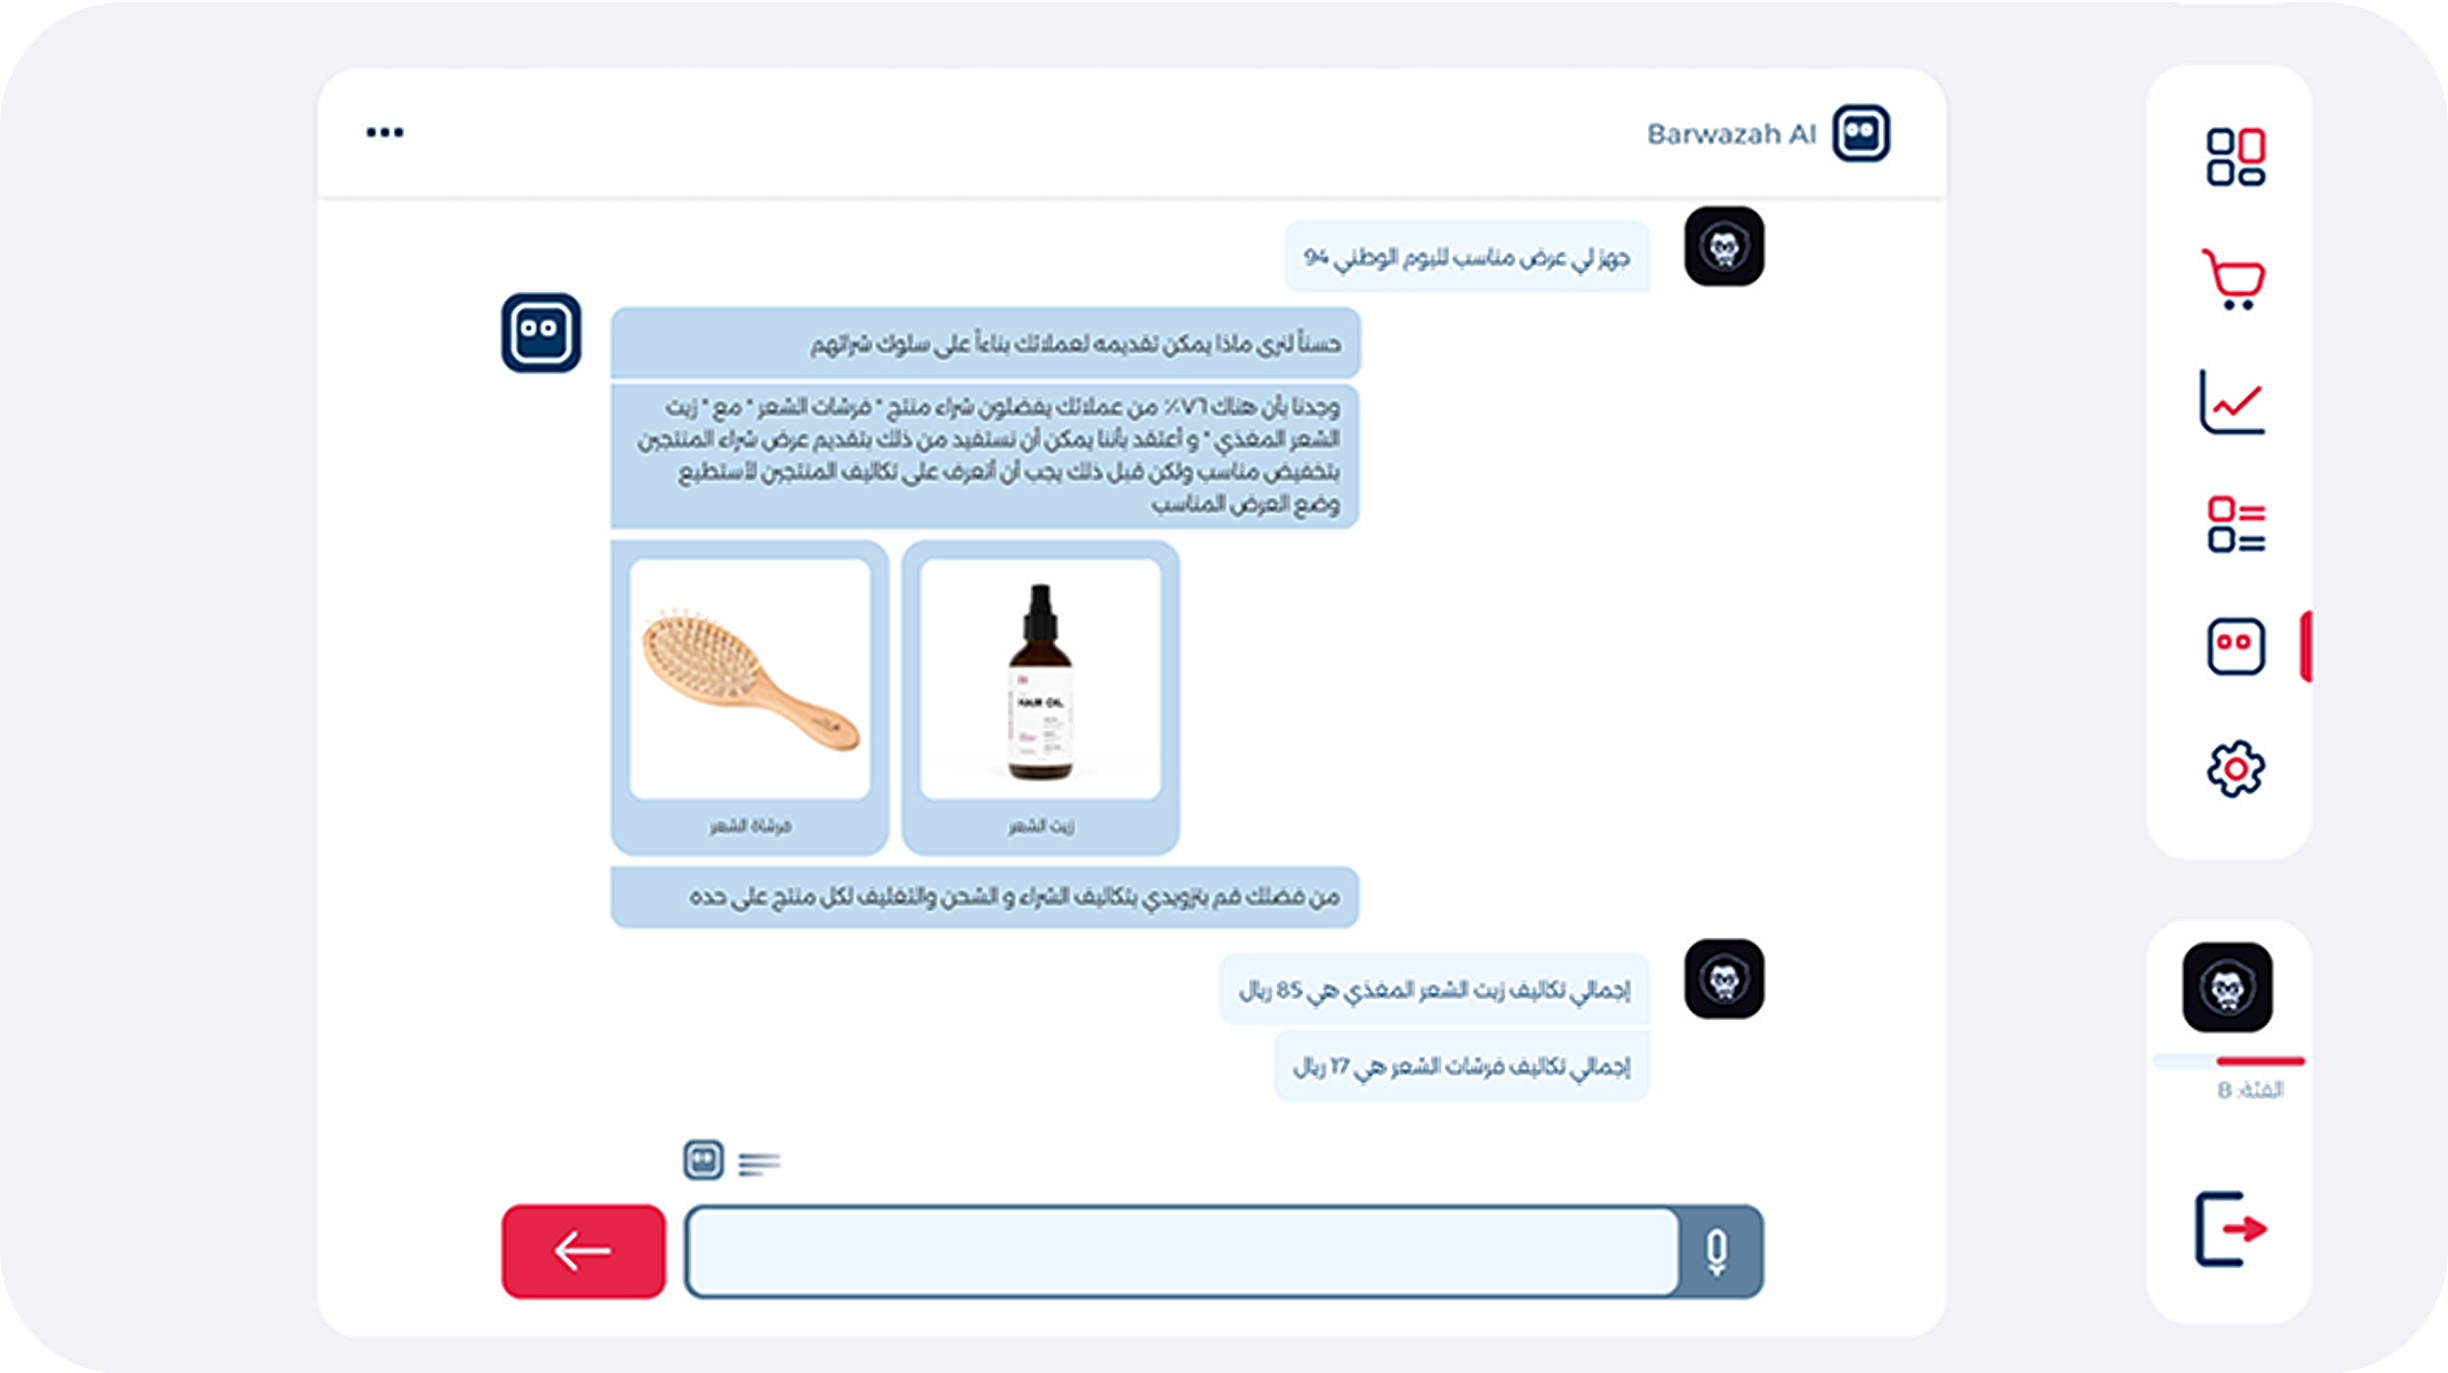 Barwazah AI
جهز لي عرض مناسب لليوم الوطني 94
حسناً لنرى ماذا يمكن تقديمه لعملائك بناءاً على سلوك شرائهم
وجدنا بأن هناك ٧٦٪ من عملائك يفضلون شراء منتج " فرشات الشعر " مع " زيت
الشعر المغذي " و أعتقد بأننا يمكن أن نستفيد من ذلك بتقديم عرض شراء المنتجين
بتخفيض مناسب ولكن قبل ذلك يجب أن أتعرف على تكاليف المنتجين لأستطيع
وضع العرض المناسب
HAIR OIL
زيت الشعر
فرشاة الشعر
من فضلك قم بتزويدي بتكاليف الشراء و الشحن والتغليف لكل منتج على حده
إجمالي تكاليف زيت الشعر المغذي هي 85 ريال
إجمالي تكاليف فرشات الشعر هي 17 ريال
الفئة: B